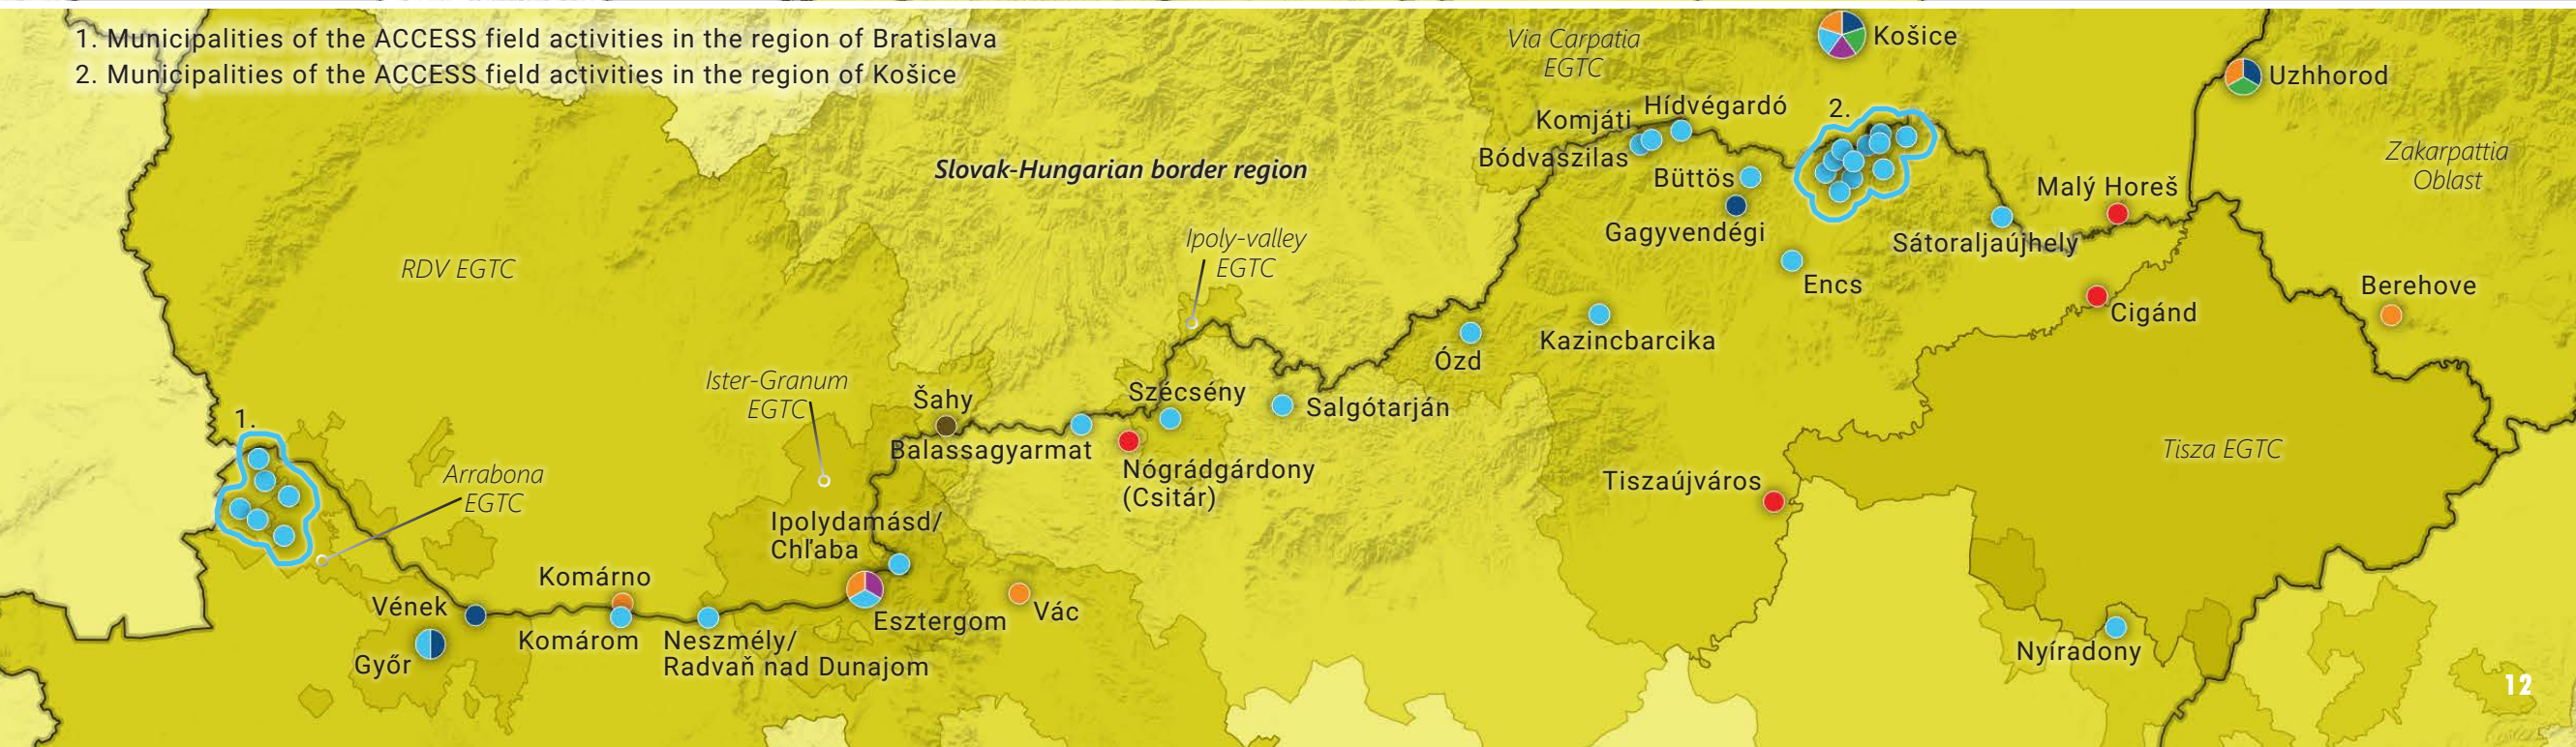 1. Municipalities of the ACCESS field activities in the region of Bratislava
2. Municipalities of the ACCESS field activities in the region of Košice
Via Carpatia
EGTC
Košice
Uzhhorod
Komjáti
Hídvégardó
2.
Bódvaszilas
Slovak-Hungarian border region
Büttös
Malý Horeš
Zakarpattia
Oblast
Gagyvendégi
Sátoraljaújhely
RDV EGTC
Ipoly-valley
EGTC
Encs
Cigánd
Berehove
Kazincbarcika
Ózd
Ister-Granum
EGTC
Šahy
Szécsény
Salgótarján
1.
Balassagyarmat
Tisza EGTC
Arrabona
EGTC
Nógrádgárdony
(Csitár)
Tiszaújváros
Ipolydamásd/
Chľaba
Komárno
Vének
Komárom
Neszmély/
Radvaň nad Dunajom
Esztergom
Vác
Győr
Nyíradony
12